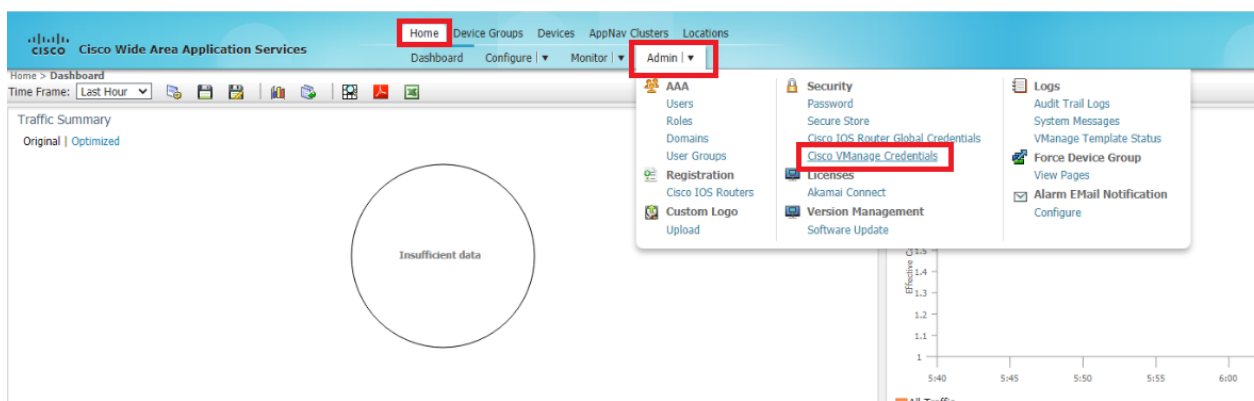 Home Device Groups Devices AppNav Clusters Locations
CISCO Cisco Wide Area Application Services
Dashboard Configure | ▼ Monitor | ▼ Admin | ▼
Home > Dashboard
Time Frame: Last Hour
Traffic Summary
Original | Optimized
Insufficient data
AAA
Users
Roles
Domains
User Groups
Registration
Cisco IOS Routers
Custom Logo
Upload
Security
Password
Secure Store
Cisco IOS Router Global Credentials
Cisco VManage Credentials
Licenses
Akamai Connect
Version Management
Software Update
Logs
Audit Trail Logs
System Messages
VManage Template Status
Force Device Group
View Pages
Alarm EMail Notification
Configure
Effective
1.5
1.4
1.3
1.2
1.1
1
5:40 5:45 5:50 5:55 6:00